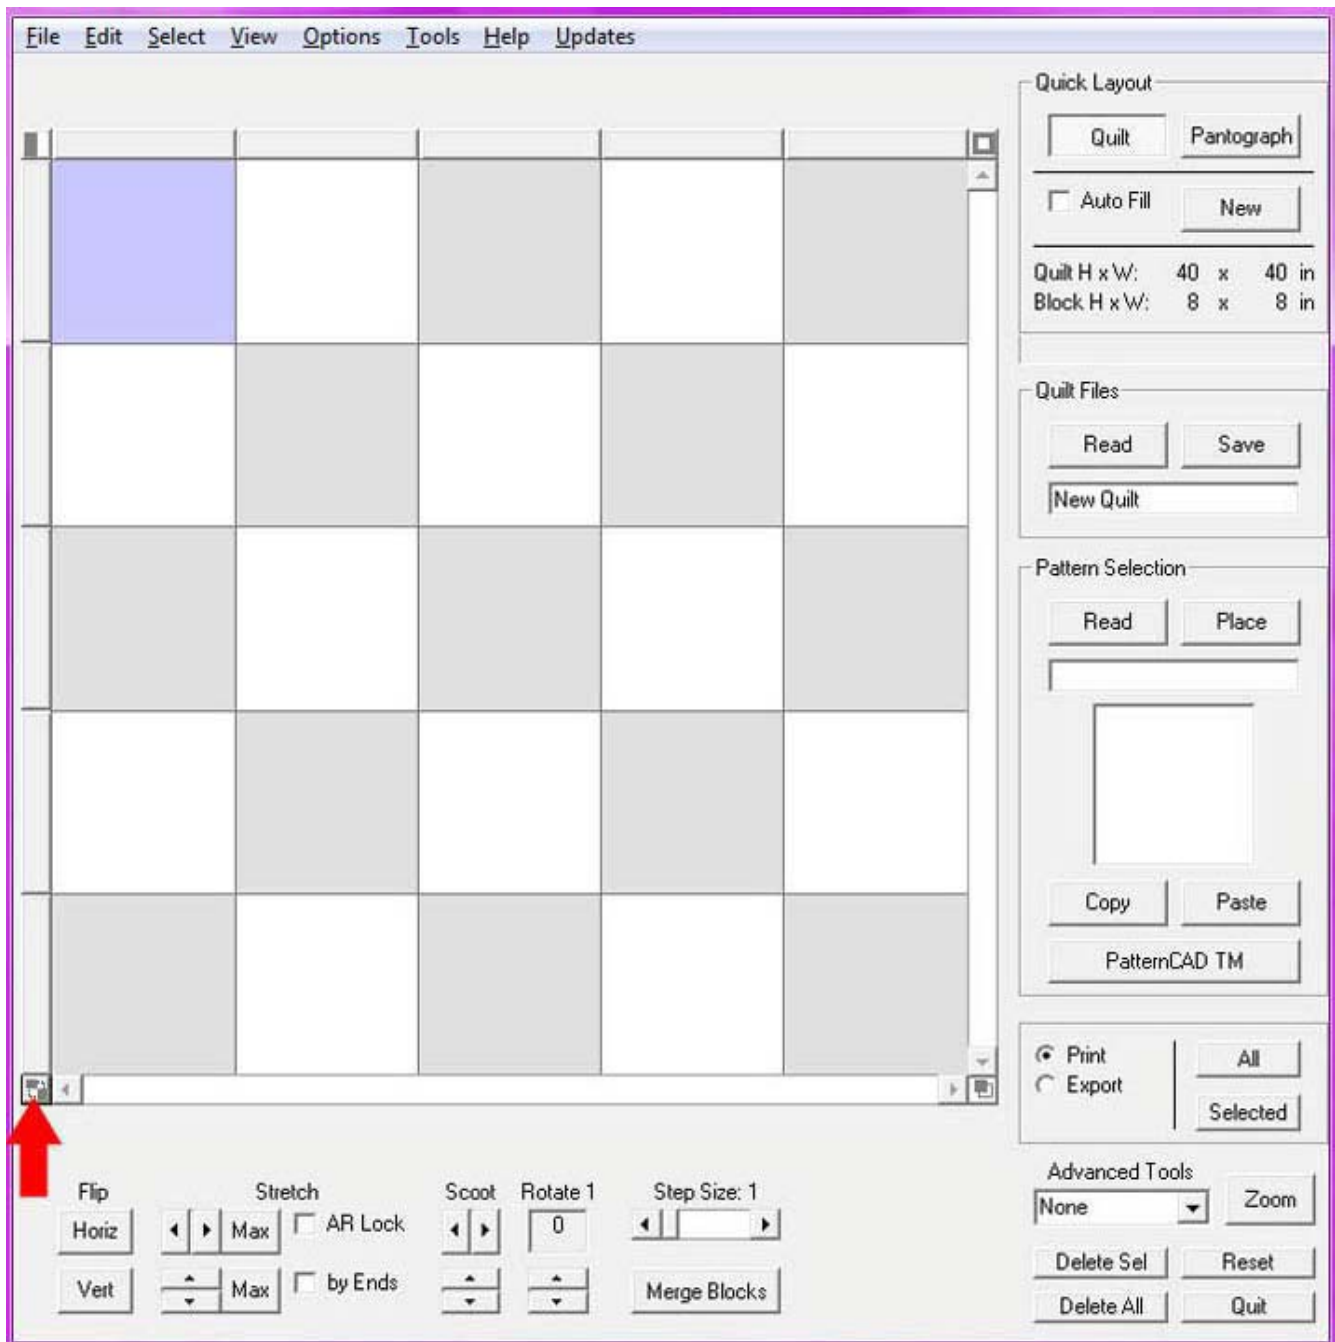 File Edit Select View Options Tools Help Updates
Quick Layout
Quilt Pantograph
Auto Fill New
Quilt H x W: 40 x 40 in
Block H x W: 8 x 8 in
Quilt Files
Read Save
New Quilt
Pattern Selection
Read Place
Copy Paste
PatternCAD TM
Print All
Export
Selected
Flip Stretch Scoot Rotate 1 Step Size: 1
Horiz Max AR Lock 0
Vert Max by Ends Merge Blocks
Advanced Tools
None Zoom
Delete Sel Reset
Delete All Quit